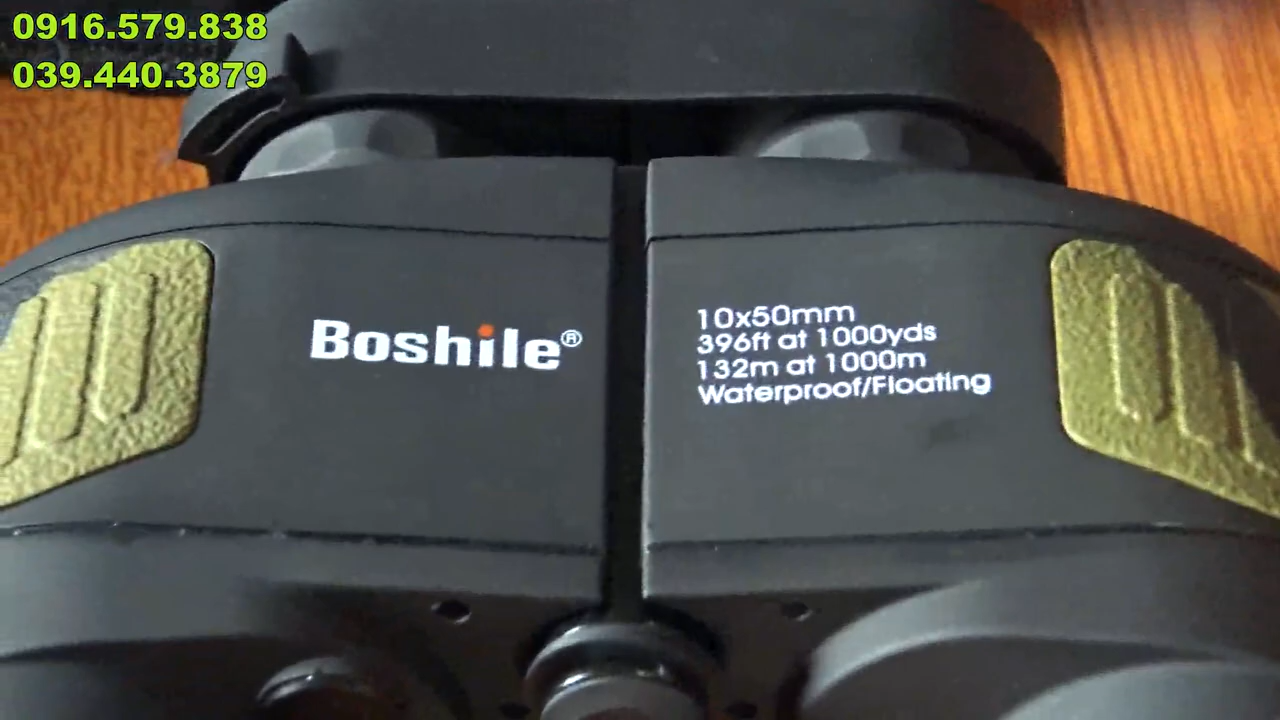 0916.579.838
039.440.3879
Boshile®
10x50mm
396ft at 1000yds
132m at 1000m
Waterproof/Floating